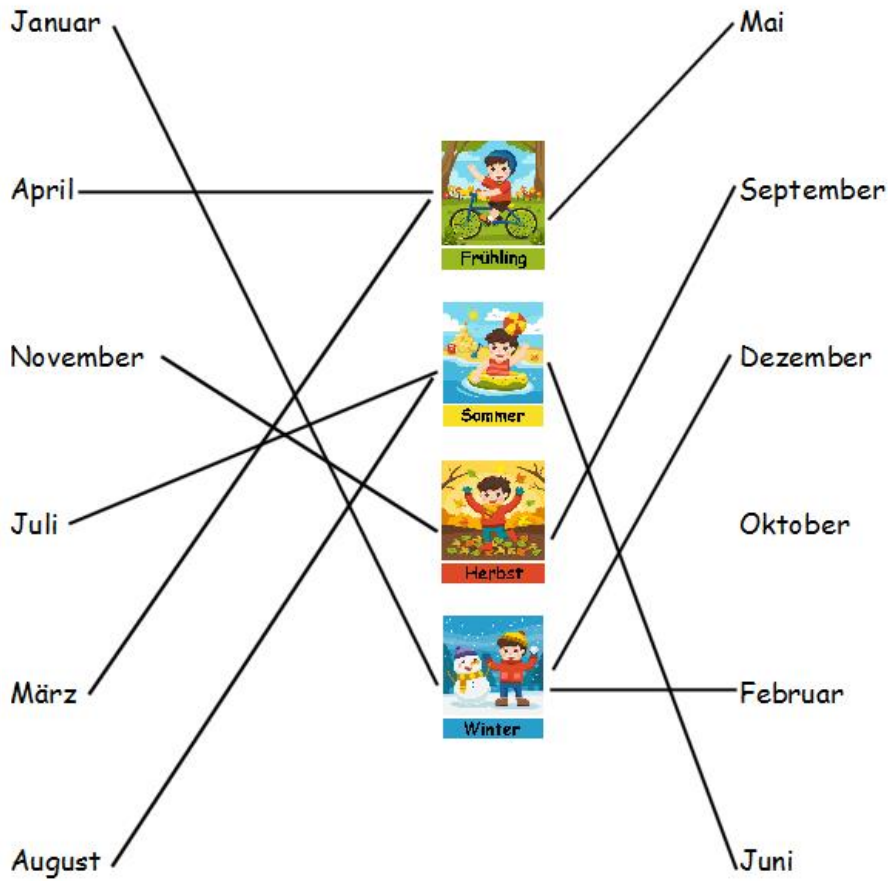 Januar
Mai
April
September
Frühling
November
Dezember
Sommer
Juli
Oktober
Herbst
März
Februar
Winter
August
Juni